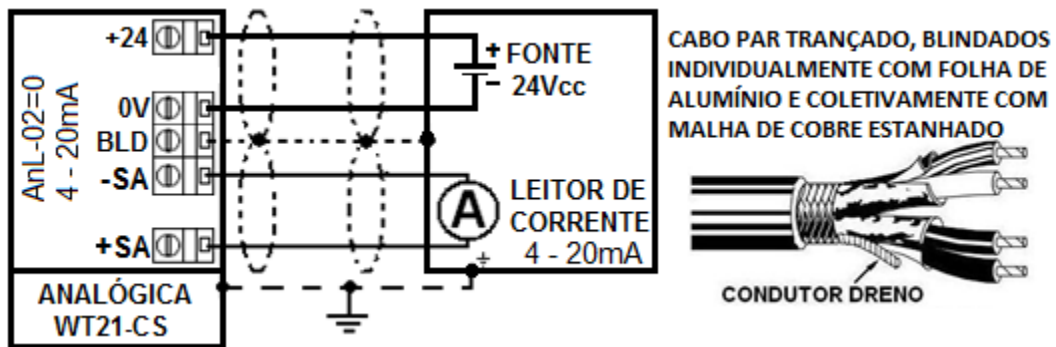 +24
0V
BLD
-SA
+SA
AnL-02=0
4 - 20mA
ANALÓGICA
WT21-CS
+ FONTE
- 24Vcc
A
LEITOR DE
CORRENTE
4 - 20mA
CABO PAR TRANÇADO, BLINDADOS
INDIVIDUALMENTE COM FOLHA DE
ALUMÍNIO E COLETIVAMENTE COM
MALHA DE COBRE ESTANHADO
CONDUTOR DRENO